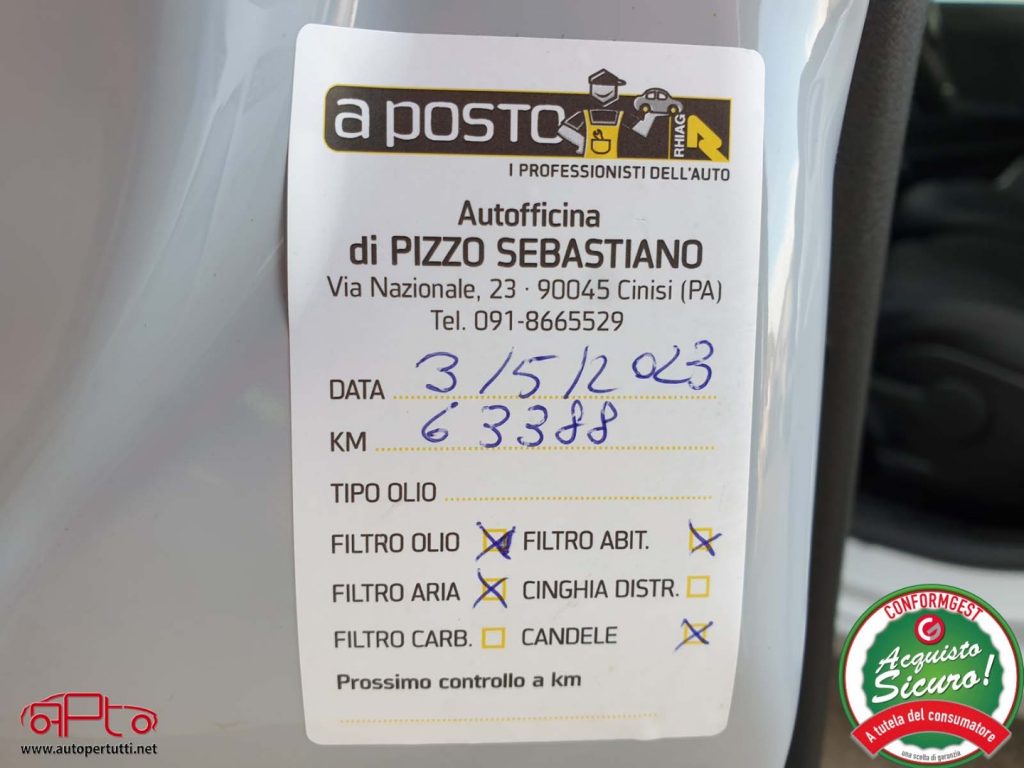 a posto
RHIAG
I PROFESSIONISTI DELL'AUTO
Autofficina
di PIZZO SEBASTIANO
Via Nazionale, 23 · 90045 Cinisi (PA)
Tel. 091-8665529
DATA 3/5/2023
KM 63388
TIPO OLIO
FILTRO OLIO FILTRO ABIT.
FILTRO ARIA CINGHIA DISTR.
FILTRO CARB. CANDELE
Prossimo controllo a km
APto
www.autopertutti.net
CONFORMGEST
Acquisto
Sicuro!
A tutela del consumatore
una scelta di garanzia